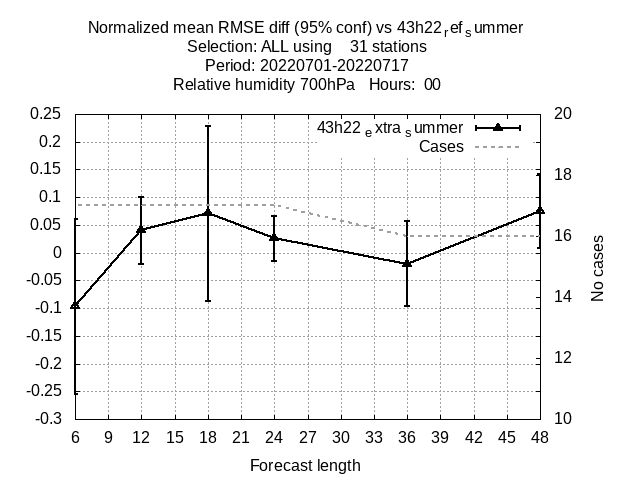 Normalized mean RMSE diff (95% conf) vs 43h22refsummer
Selection: ALL using 31 stations
Period: 20220701-20220717
Relative humidity 700hPa Hours: 00
43h22extrasummer
Cases
0.25
0.2
0.15
0.1
0.05
0
-0.05
-0.1
-0.15
-0.2
-0.25
-0.3
20
18
16
14
12
10
No cases
6 9 12 15 18 21 24 27 30 33 36 39 42 45 48
Forecast length